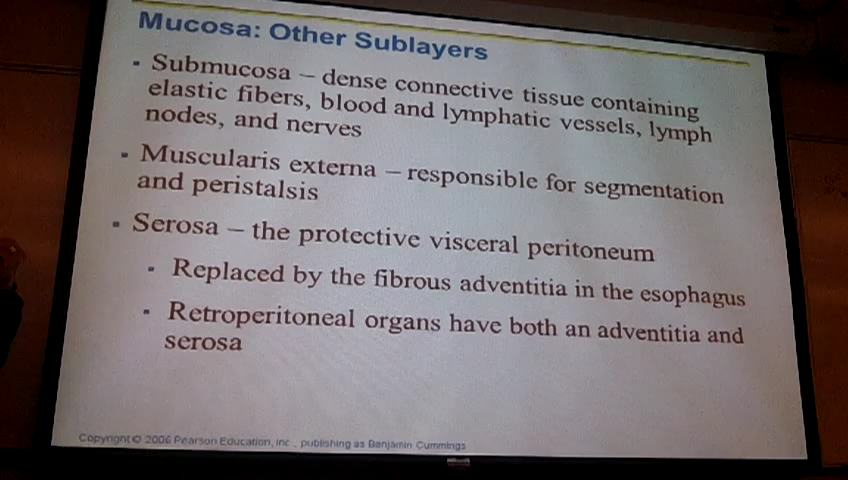 Mucosa: Other Sublayers
▪ Submucosa – dense connective tissue containing
elastic fibers, blood and lymphatic vessels, lymph
nodes, and nerves
▪ Muscularis externa – responsible for segmentation
and peristalsis
▪ Serosa – the protective visceral peritoneum
▪ Replaced by the fibrous adventitia in the esophagus
▪ Retroperitoneal organs have both an adventitia and
serosa
Copyright © 2006 Pearson Education, Inc., publishing as Benjamin Cummings